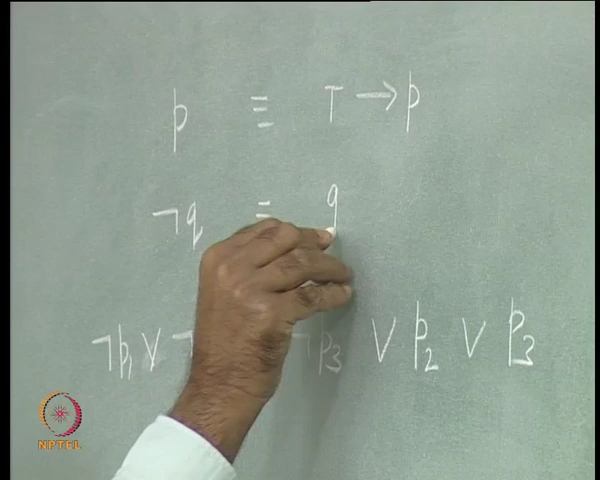 p ≡ T → p
¬q ≡ q
¬p₁ ∨ ¬ ¬p₃ ∨ p₂ ∨ p₃
NPTEL